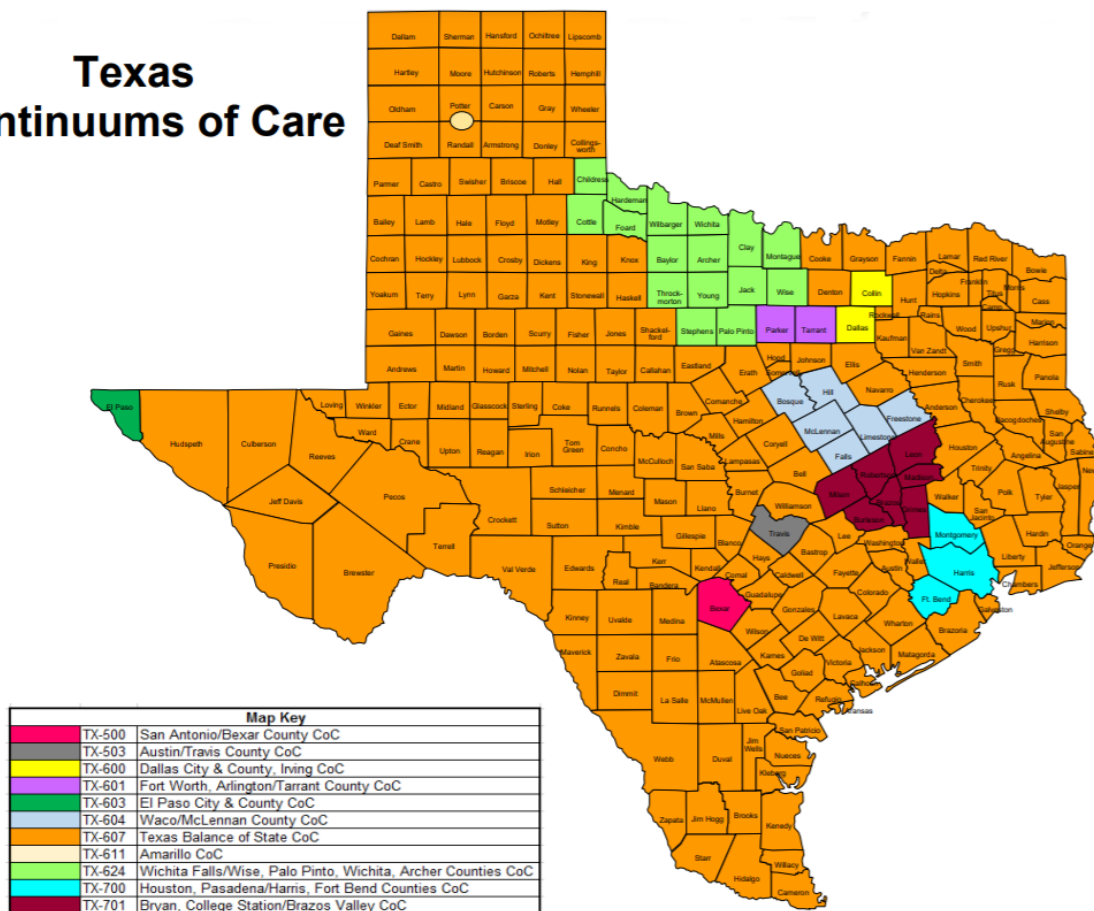 Texas
ntinuums of Care
Dallam Sherman Hansford Ochiltree Lipscomb
Hartley Moore Hutchinson Roberts Hemphill
Oldham Potter Carson Gray Wheeler
Deaf Smith Randall Armstrong Donley Collings-
worth
Parmer Castro Swisher Briscoe Hall Childress
Hardeman
Bailey Lamb Hale Floyd Motley Cottle Foard Wilbarger Wichita
Clay Montague Cooke Grayson Fannin Lamar Red River Bowie
Cochran Hockley Lubbock Crosby Dickens King Knox Baylor Archer
Delta Franklin Titus Morris Cass
Yoakum Terry Lynn Garza Kent Stonewall Haskell Throck-
morton Young Jack Wise Denton Collin Hunt Hopkins Camp
Rockwall Rains Wood Upshur Marion
Gaines Dawson Borden Scurry Fisher Jones Shackel-
ford Stephens Palo Pinto Parker Tarrant Dallas Kaufman Van Zandt Gregg Harrison
Andrews Martin Howard Mitchell Nolan Taylor Callahan Eastland Erath Hood Somervell Johnson Ellis Henderson Smith Rusk Panola
El Paso Hudspeth Culberson Loving Winkler Ector Midland Glasscock Sterling Coke Runnels Coleman Brown Comanche Bosque Hill Navarro Anderson Cherokee Nacogdoches Shelby
Reeves Ward Crane Upton Reagan Irion Tom
Green Concho McCulloch San Saba Mills Hamilton Coryell McLennan Limestone Freestone Falls Leon Houston Angelina San
Augustine Sabine
Jeff Davis Pecos Schleicher Menard Mason Llano Lampasas Burnet Bell Milam Robertson Madison Walker Trinity Polk Tyler Jasper
Presidio Brewster Terrell Crockett Sutton Kimble Gillespie Blanco Williamson Travis Burleson Brazos Grimes San
Jacinto Hardin Orange
Val Verde Edwards Kerr Real Bandera Kendall Comal Hays Caldwell Bastrop Lee Washington Waller Montgomery Liberty Jefferson
Kinney Uvalde Medina Bexar Guadalupe Gonzales Fayette Colorado Austin Harris Ft. Bend Chambers Galveston
Maverick Zavala Frio Atascosa Wilson Karnes De Witt Lavaca Wharton Brazoria
Dimmit La Salle McMullen Live Oak Bee Goliad Victoria Jackson Matagorda
Refugio Calhoun Aransas
Webb Duval Jim
Wells San Patricio Nueces Kleberg
Zapata Jim Hogg Brooks Kenedy
Starr Hidalgo Willacy Cameron
Map Key
TX-500 San Antonio/Bexar County CoC
TX-503 Austin/Travis County CoC
TX-600 Dallas City & County, Irving CoC
TX-601 Fort Worth, Arlington/Tarrant County CoC
TX-603 El Paso City & County CoC
TX-604 Waco/McLennan County CoC
TX-607 Texas Balance of State CoC
TX-611 Amarillo CoC
TX-624 Wichita Falls/Wise, Palo Pinto, Wichita, Archer Counties CoC
TX-700 Houston, Pasadena/Harris, Fort Bend Counties CoC
TX-701 Bryan, College Station/Brazos Valley CoC